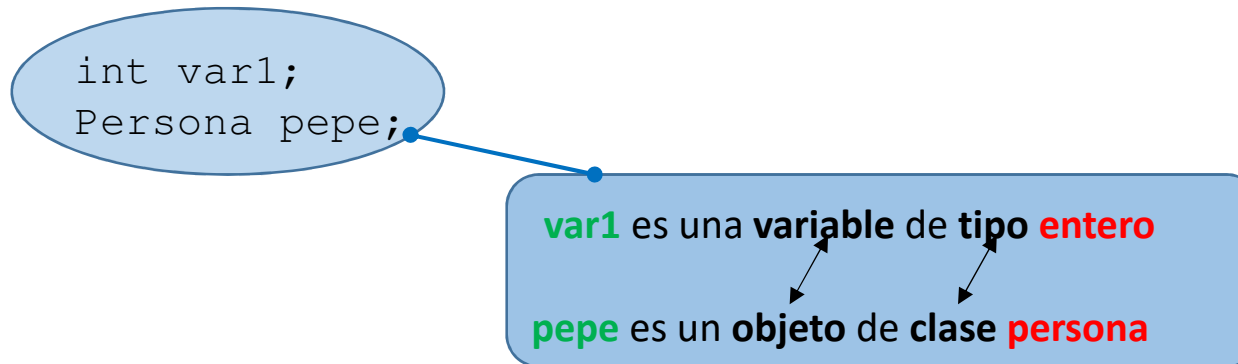 int var1;
Persona pepe;
var1 es una variable de tipo entero
pepe es un objeto de clase persona